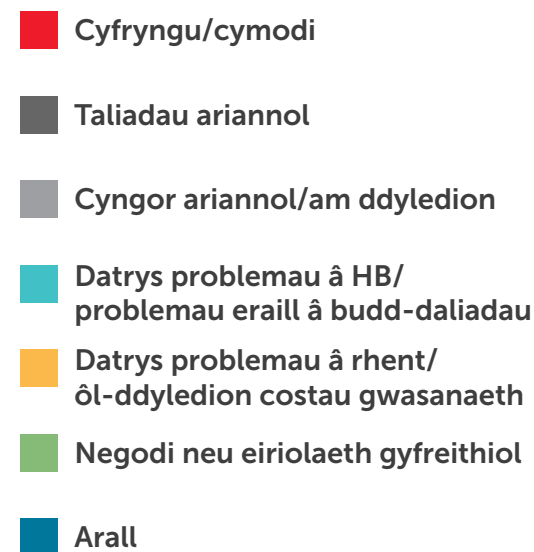 Cyfryngu/cymodi
Taliadau ariannol
Cyngor ariannol/am ddyledion
Datrys problemau â HB/
problemau eraill â budd-daliadau
Datrys problemau â rhent/
ôl-ddyledion costau gwasanaeth
Negodi neu eiriolaeth gyfreithiol
Arall